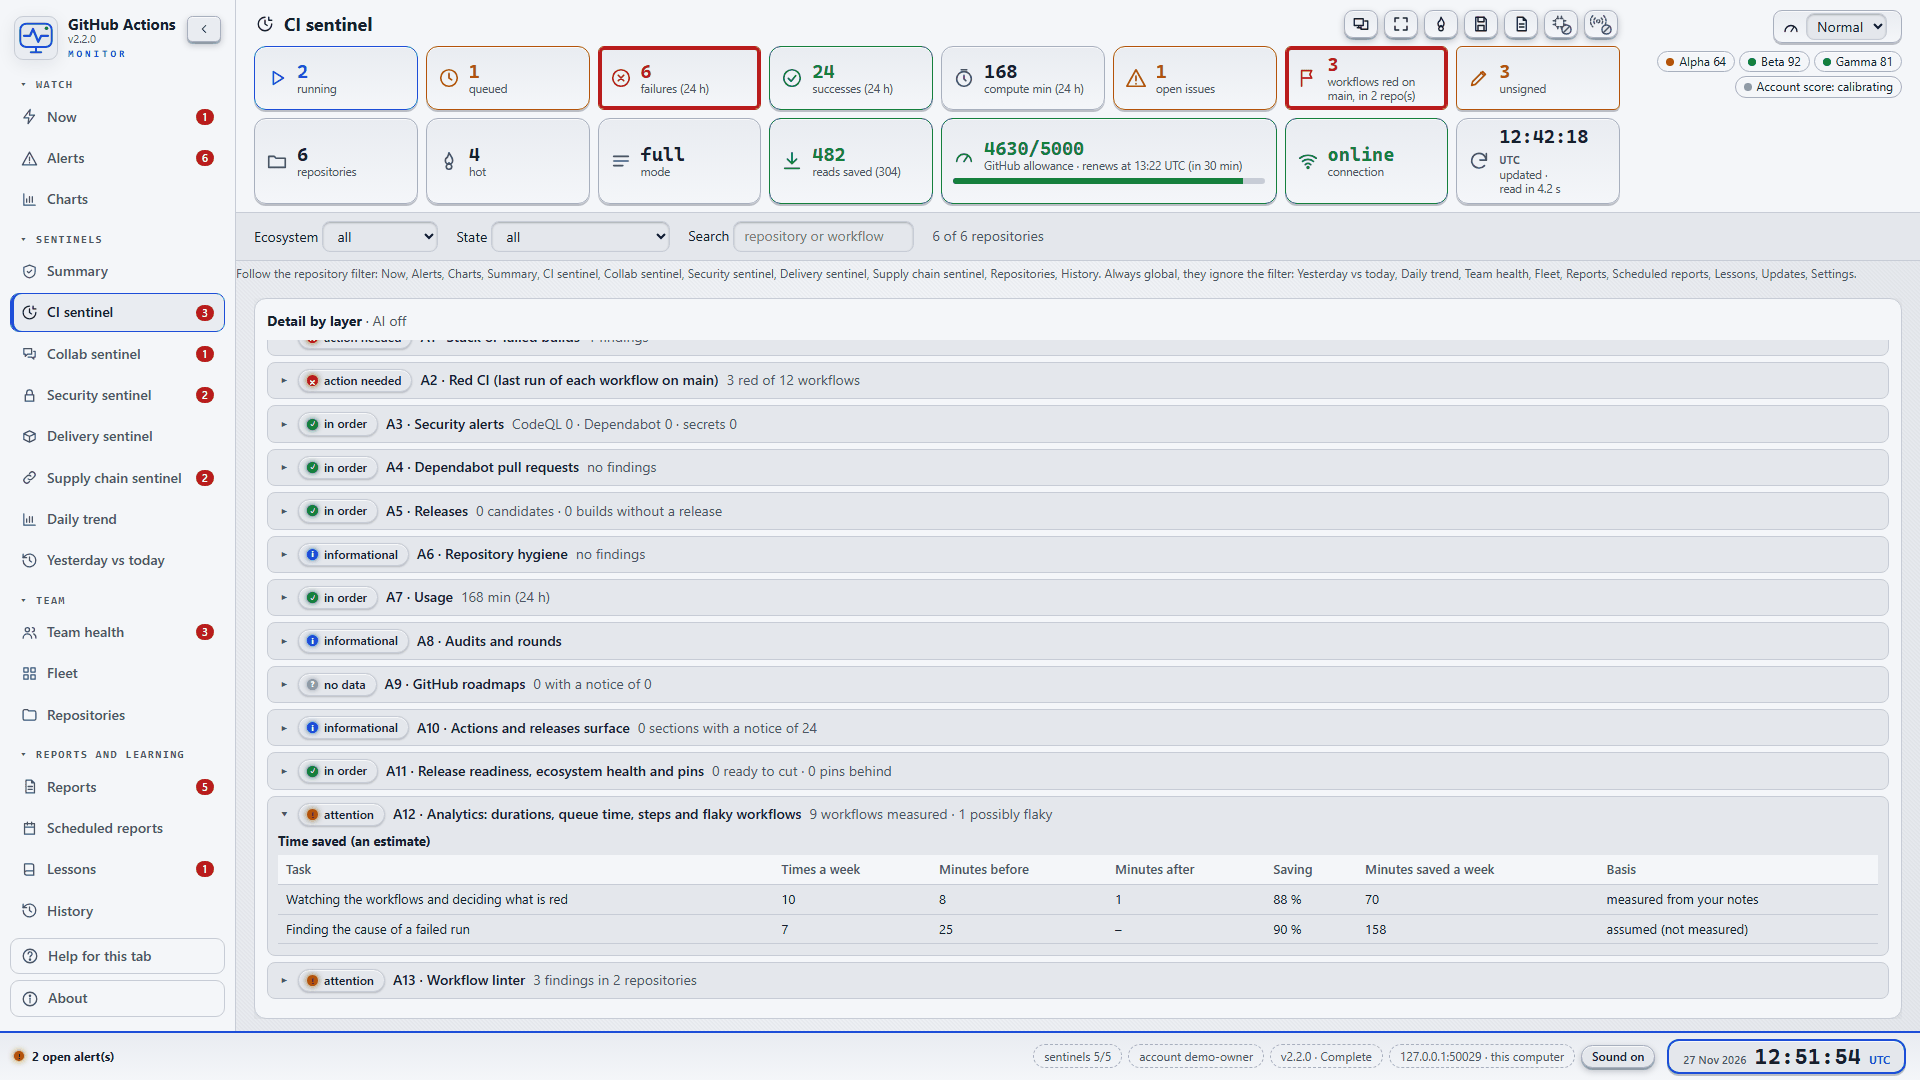 GitHub Actions
v2.2.0
MONITOR
WATCH
Now 1
Alerts 6
Charts
SENTINELS
Summary
CI sentinel 3
Collab sentinel 1
Security sentinel 2
Delivery sentinel
Supply chain sentinel 2
Daily trend
Yesterday vs today
TEAM
Team health 3
Fleet
Repositories
REPORTS AND LEARNING
Reports 5
Scheduled reports
Lessons 1
History
Help for this tab
About
CI sentinel
Normal
2
running
1
queued
6
failures (24 h)
24
successes (24 h)
168
compute min (24 h)
1
open issues
3
workflows red on
main, in 2 repo(s)
3
unsigned
Alpha 64 Beta 92 Gamma 81
Account score: calibrating
6
repositories
4
hot
full
mode
482
reads saved (304)
4630/5000
GitHub allowance · renews at 13:22 UTC (in 30 min)
online
connection
12:42:18
UTC
updated ·
read in 4.2 s
Ecosystem all State all Search repository or workflow 6 of 6 repositories
Follow the repository filter: Now, Alerts, Charts, Summary, CI sentinel, Collab sentinel, Security sentinel, Delivery sentinel, Supply chain sentinel, Repositories, History. Always global, they ignore the filter: Yesterday vs today, Daily trend, Team health, Fleet, Reports, Scheduled reports, Lessons, Updates, Settings.
Detail by layer · AI off
action needed A2 · Red CI (last run of each workflow on main) 3 red of 12 workflows
in order A3 · Security alerts CodeQL 0 · Dependabot 0 · secrets 0
in order A4 · Dependabot pull requests no findings
in order A5 · Releases 0 candidates · 0 builds without a release
informational A6 · Repository hygiene no findings
in order A7 · Usage 168 min (24 h)
informational A8 · Audits and rounds
no data A9 · GitHub roadmaps 0 with a notice of 0
informational A10 · Actions and releases surface 0 sections with a notice of 24
in order A11 · Release readiness, ecosystem health and pins 0 ready to cut · 0 pins behind
attention A12 · Analytics: durations, queue time, steps and flaky workflows 9 workflows measured · 1 possibly flaky
Time saved (an estimate)
Task Times a week Minutes before Minutes after Saving Minutes saved a week Basis
Watching the workflows and deciding what is red 10 8 1 88 % 70 measured from your notes
Finding the cause of a failed run 7 25 – 90 % 158 assumed (not measured)
attention A13 · Workflow linter 3 findings in 2 repositories
2 open alert(s)
sentinels 5/5 account demo-owner v2.2.0 · Complete 127.0.0.1:50029 · this computer Sound on 27 Nov 2026 12:51:54 UTC